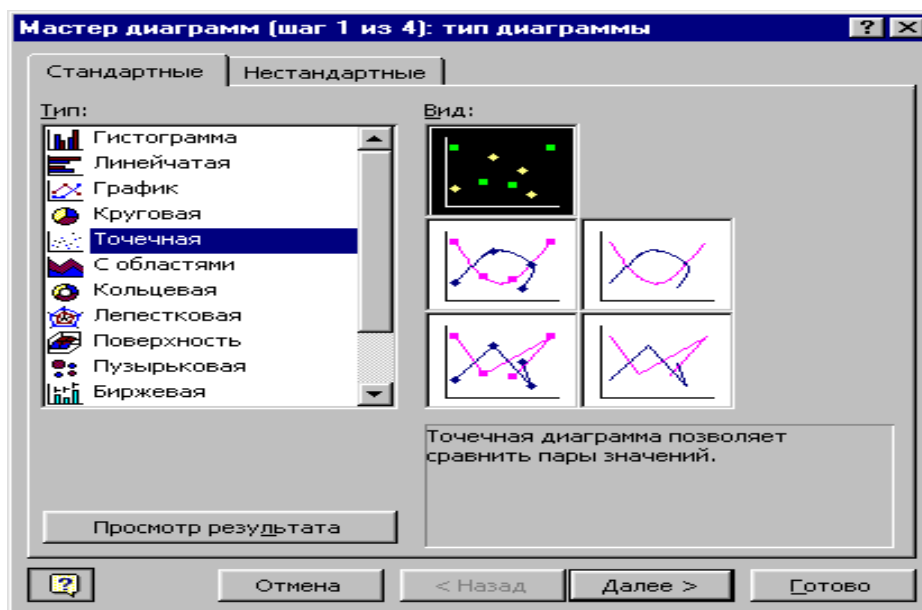 Мастер диаграмм (шаг 1 из 4): тип диаграммы
Стандартные
Нестандартные
Тип:
Гистограмма
Линейчатая
График
Круговая
Точечная
С областями
Кольцевая
Лепестковая
Поверхность
Пузырьковая
Биржевая
Вид:
Точечная диаграмма позволяет
сравнить пары значений.
Просмотр результата
Отмена
< Назад
Далее >
Готово